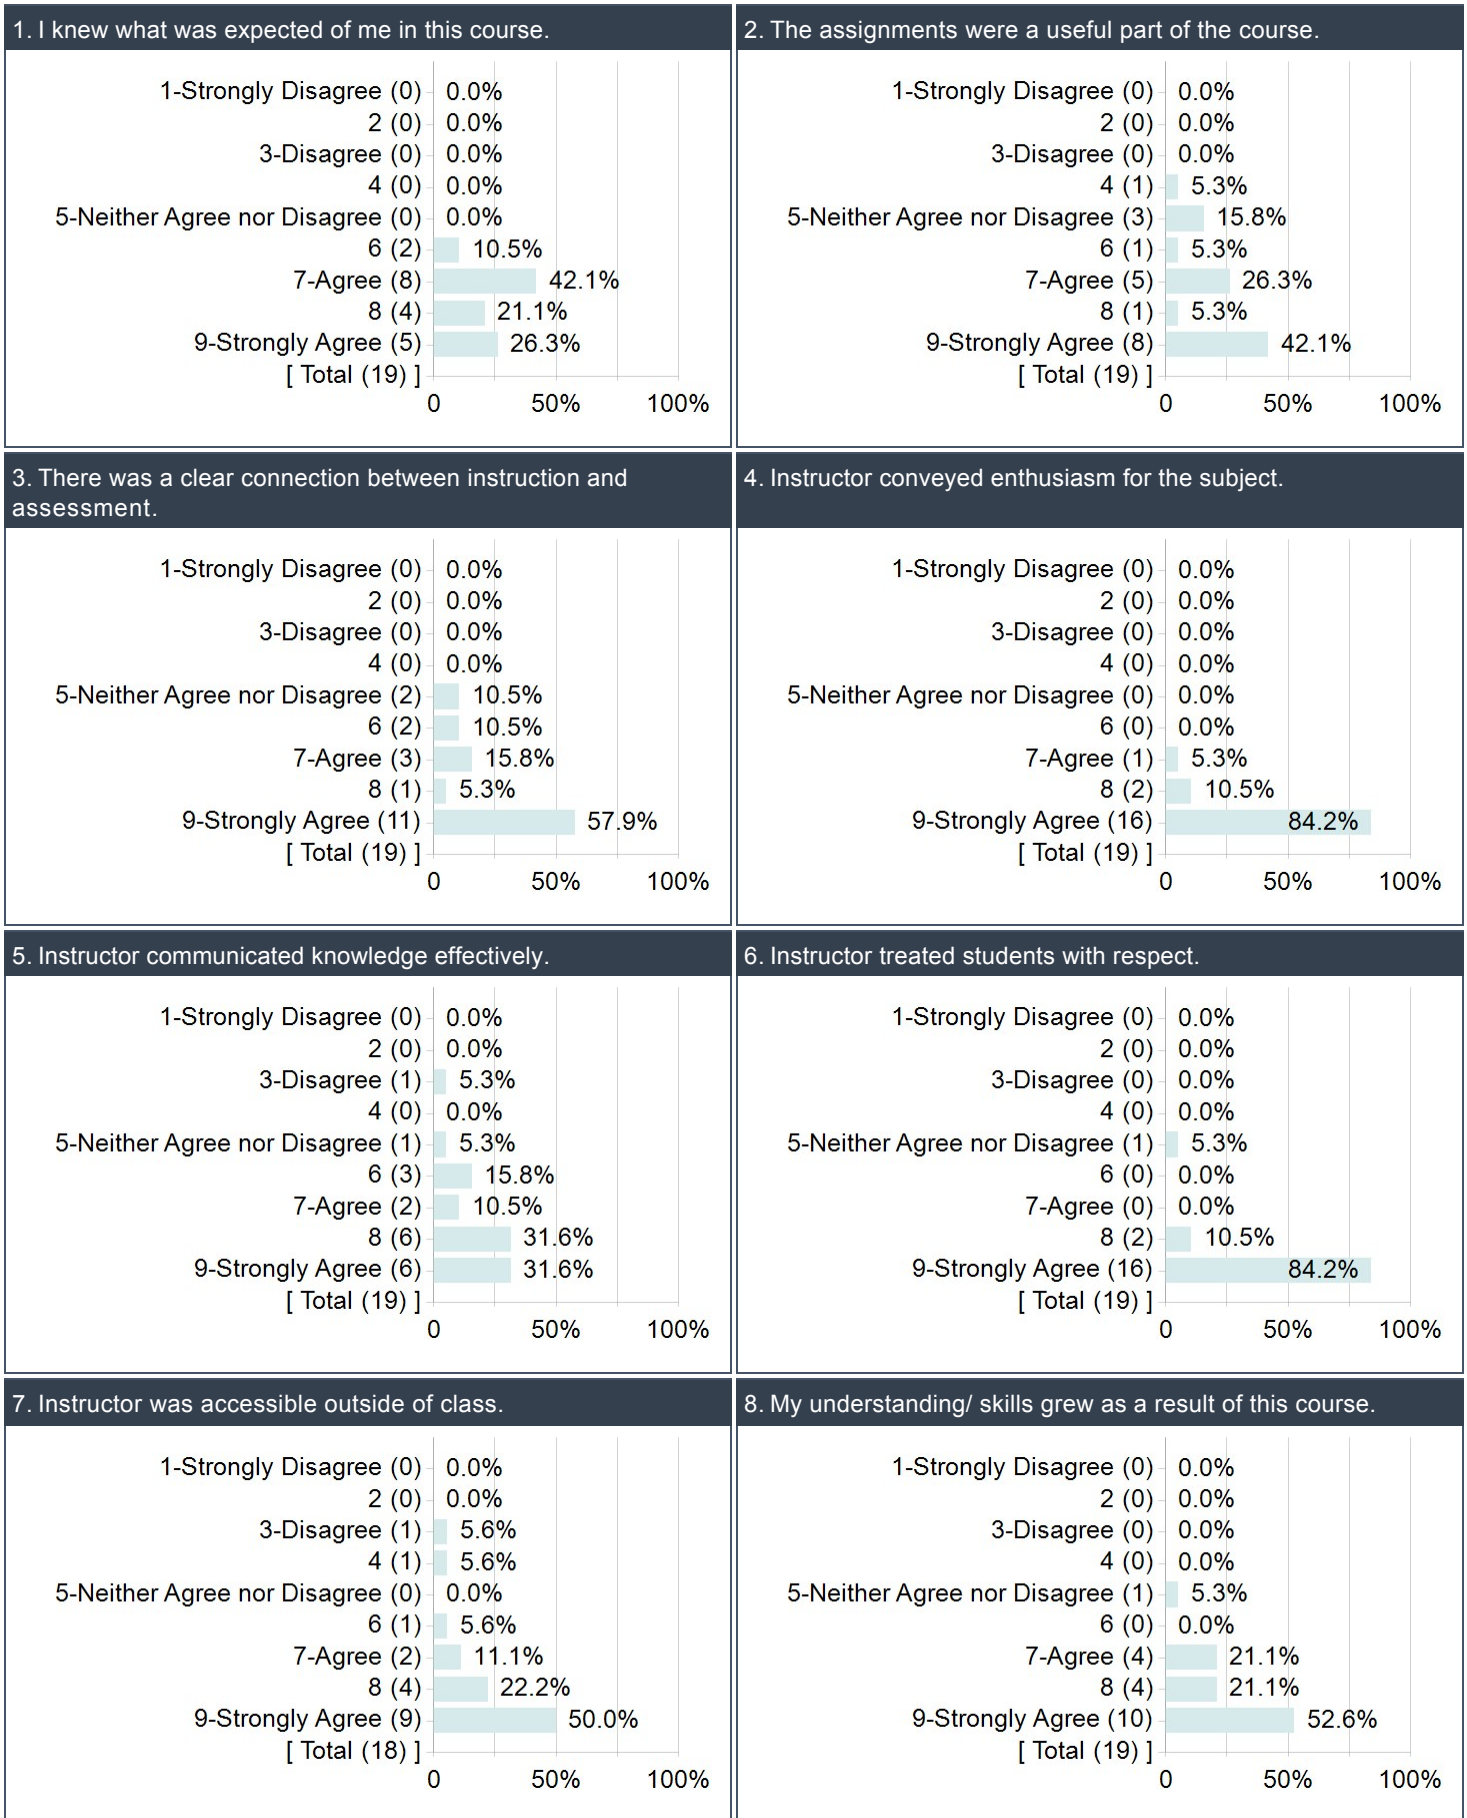 1. I knew what was expected of me in this course.
1-Strongly Disagree (0) 0.0%
2 (0) 0.0%
3-Disagree (0) 0.0%
4 (0) 0.0%
5-Neither Agree nor Disagree (0) 0.0%
6 (2) 10.5%
7-Agree (8) 42.1%
8 (4) 21.1%
9-Strongly Agree (5) 26.3%
[ Total (19) ]
0 50% 100%
2. The assignments were a useful part of the course.
1-Strongly Disagree (0) 0.0%
2 (0) 0.0%
3-Disagree (0) 0.0%
4 (1) 5.3%
5-Neither Agree nor Disagree (3) 15.8%
6 (1) 5.3%
7-Agree (5) 26.3%
8 (1) 5.3%
9-Strongly Agree (8) 42.1%
[ Total (19) ]
0 50% 100%
3. There was a clear connection between instruction and
assessment.
1-Strongly Disagree (0) 0.0%
2 (0) 0.0%
3-Disagree (0) 0.0%
4 (0) 0.0%
5-Neither Agree nor Disagree (2) 10.5%
6 (2) 10.5%
7-Agree (3) 15.8%
8 (1) 5.3%
9-Strongly Agree (11) 57.9%
[ Total (19) ]
0 50% 100%
4. Instructor conveyed enthusiasm for the subject.
1-Strongly Disagree (0) 0.0%
2 (0) 0.0%
3-Disagree (0) 0.0%
4 (0) 0.0%
5-Neither Agree nor Disagree (0) 0.0%
6 (0) 0.0%
7-Agree (1) 5.3%
8 (2) 10.5%
9-Strongly Agree (16) 84.2%
[ Total (19) ]
0 50% 100%
5. Instructor communicated knowledge effectively.
1-Strongly Disagree (0) 0.0%
2 (0) 0.0%
3-Disagree (1) 5.3%
4 (0) 0.0%
5-Neither Agree nor Disagree (1) 5.3%
6 (3) 15.8%
7-Agree (2) 10.5%
8 (6) 31.6%
9-Strongly Agree (6) 31.6%
[ Total (19) ]
0 50% 100%
6. Instructor treated students with respect.
1-Strongly Disagree (0) 0.0%
2 (0) 0.0%
3-Disagree (0) 0.0%
4 (0) 0.0%
5-Neither Agree nor Disagree (1) 5.3%
6 (0) 0.0%
7-Agree (0) 0.0%
8 (2) 10.5%
9-Strongly Agree (16) 84.2%
[ Total (19) ]
0 50% 100%
7. Instructor was accessible outside of class.
1-Strongly Disagree (0) 0.0%
2 (0) 0.0%
3-Disagree (1) 5.6%
4 (1) 5.6%
5-Neither Agree nor Disagree (0) 0.0%
6 (1) 5.6%
7-Agree (2) 11.1%
8 (4) 22.2%
9-Strongly Agree (9) 50.0%
[ Total (18) ]
0 50% 100%
8. My understanding/ skills grew as a result of this course.
1-Strongly Disagree (0) 0.0%
2 (0) 0.0%
3-Disagree (0) 0.0%
4 (0) 0.0%
5-Neither Agree nor Disagree (1) 5.3%
6 (0) 0.0%
7-Agree (4) 21.1%
8 (4) 21.1%
9-Strongly Agree (10) 52.6%
[ Total (19) ]
0 50% 100%